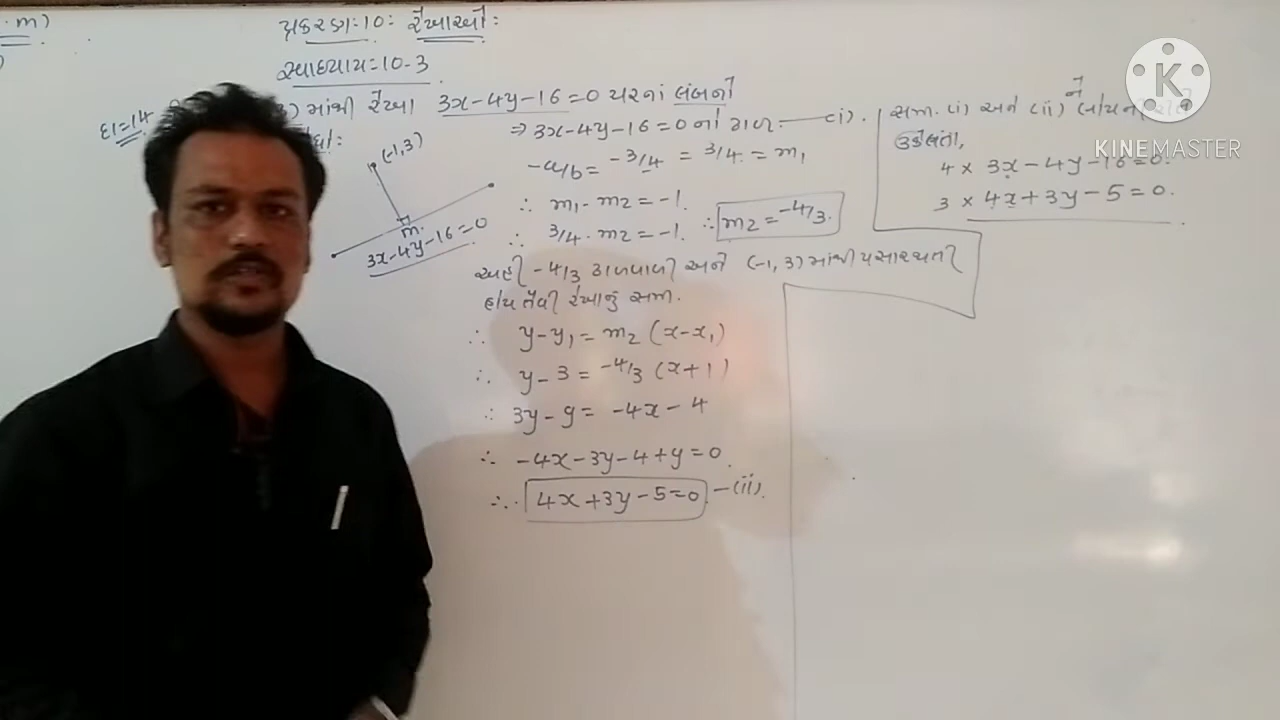 . m)
પ્રકરણઃ10ઃ રેખાઓઃ
સ્વાધ્યાયઃ10-3
દા=14
માંથી રેખા 3x-4y-16=0 પરનાં લંબનો
(-1,3)
m.
3x-4y-16=0
⇒ 3x-4y-16=0 નો ઢાળ — (i).
-a/b = -3/4 = 3/4 = m₁
∴ m₁ - m₂ = -1.
∴ 3/4 · m₂ = -1. ∴ m₂ = -4/3.
અહીં -4/3 ઢાળવાળી અને (-1, 3) માંથી પસાર થતી
હોય તેવી રેખાનું સમી.
∴ y-y₁ = m₂ (x-x₁)
∴ y-3 = -4/3 (x+1)
∴ 3y-9 = -4x-4
∴ -4x-3y-4+9=0.
∴ 4x+3y-5=0 -(ii).
સમી. (i) અને (ii) ને
ઉકેલતા,
4 × 3x-4y-16=0.
3 × 4x+3y-5=0.
K
KINEMASTER